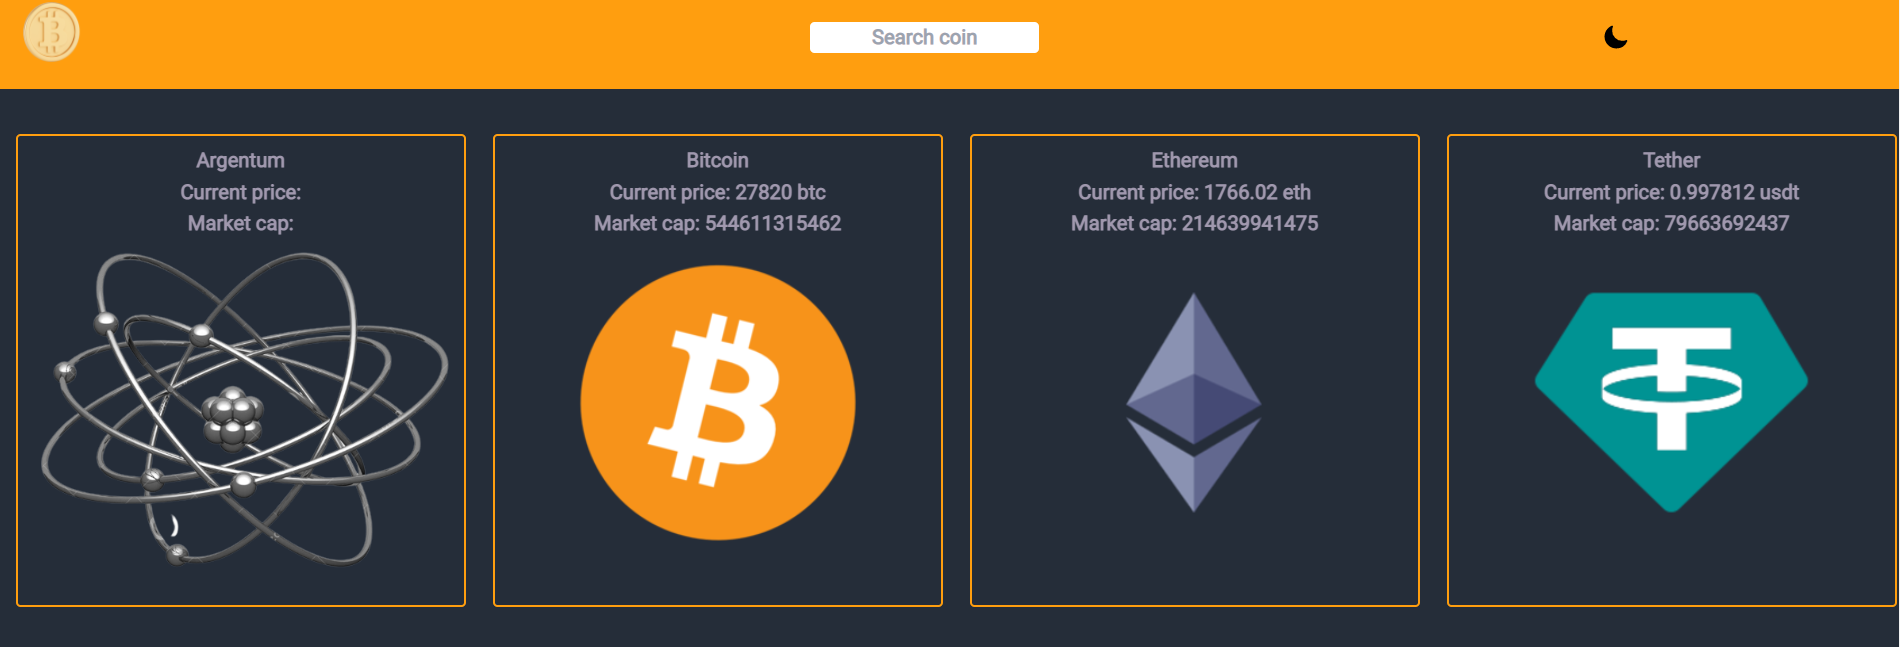 Search coin
Argentum
Current price:
Market cap:
Bitcoin
Current price: 27820 btc
Market cap: 544611315462
Ethereum
Current price: 1766.02 eth
Market cap: 214639941475
Tether
Current price: 0.997812 usdt
Market cap: 79663692437